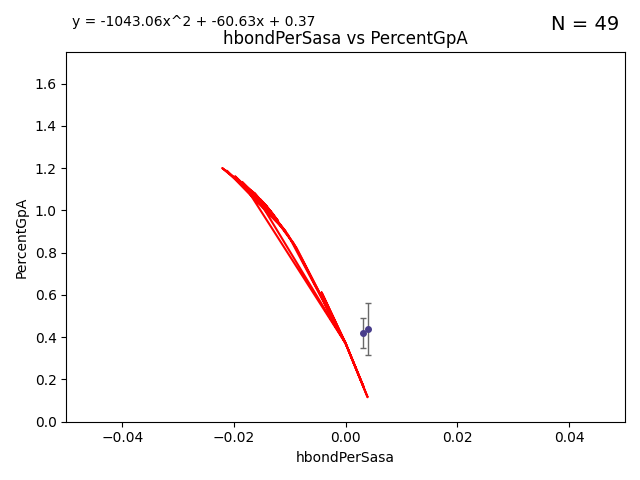 y = -1043.06x^2 + -60.63x + 0.37
N = 49
hbondPerSasa vs PercentGpA
PercentGpA
1.6
1.4
1.2
1.0
0.8
0.6
0.4
0.2
0.0
−0.04 −0.02 0.00 0.02 0.04
hbondPerSasa